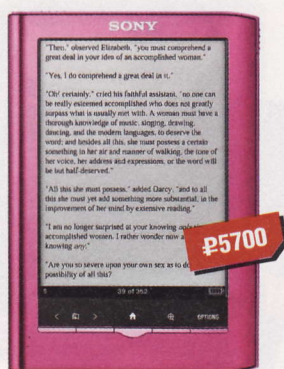 SONY
"Then," observed Elizabeth, "you must comprehend a
great deal in your idea of an accomplished woman."
"Yes, I do comprehend a great deal in it."
"Oh! certainly," cried his faithful assistant, "no one can
be really esteemed accomplished who does not greatly
surpass what is usually met with. A woman must have a
thorough knowledge of music, singing, drawing,
dancing, and the modern languages, to deserve the
word; and besides all this, she must possess a certain
something in her air and manner of walking, the tone of
her voice, her address and expressions, or the word will
be but half deserved."
"All this she must possess," added Darcy, "and to all
this she must yet add something more substantial, in the
improvement of her mind by extensive reading."
"I am no longer surprised at your knowing only
accomplished women. I rather wonder now a
knowing any."
"Are you so severe upon your own sex as to do
possibility of all this?
₽5700
5 39 of 362
OPTIONS